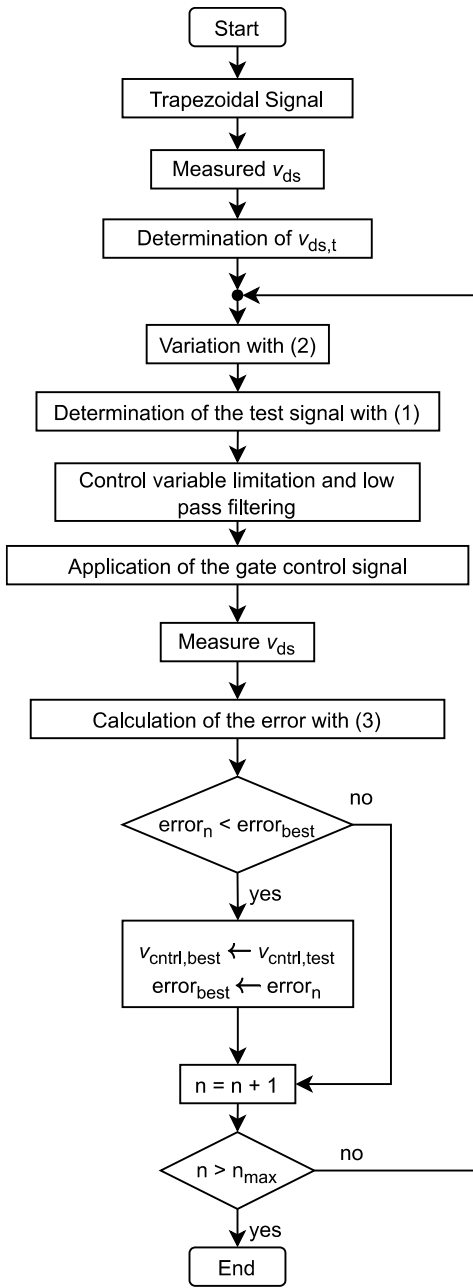 Start
Trapezoidal Signal
Measured v_ds
Determination of v_ds,t
Variation with (2)
Determination of the test signal with (1)
Control variable limitation and low
pass filtering
Application of the gate control signal
Measure v_ds
Calculation of the error with (3)
no
error_n < error_best
yes
v_cntrl,best ← v_cntrl,test
error_best ← error_n
n = n + 1
no
n > n_max
yes
End